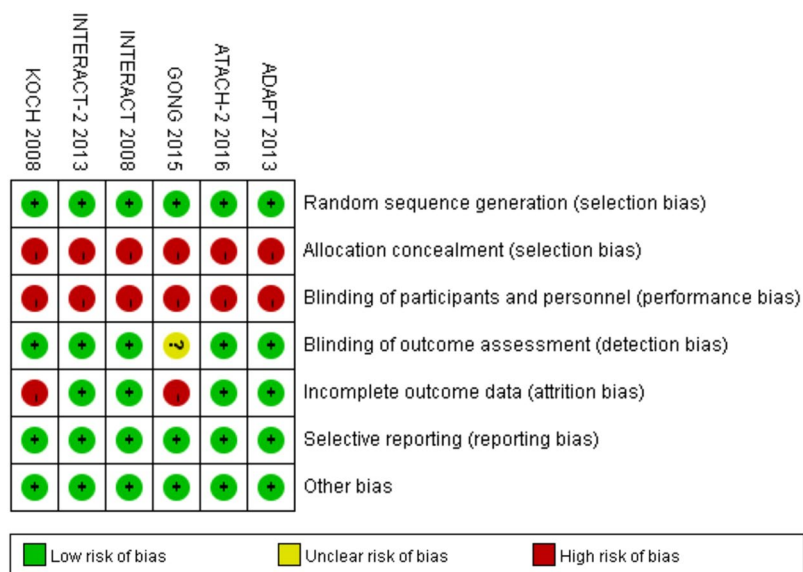 KOCH 2008
INTERACT-2 2013
INTERACT 2008
GONG 2015
ATACH-2 2016
ADAPT 2013
+ + + + + + Random sequence generation (selection bias)
- - - - - - Allocation concealment (selection bias)
- - - - - - Blinding of participants and personnel (performance bias)
+ + + ? + + Blinding of outcome assessment (detection bias)
- + + - + + Incomplete outcome data (attrition bias)
+ + + + + + Selective reporting (reporting bias)
+ + + + + + Other bias
Low risk of bias Unclear risk of bias High risk of bias